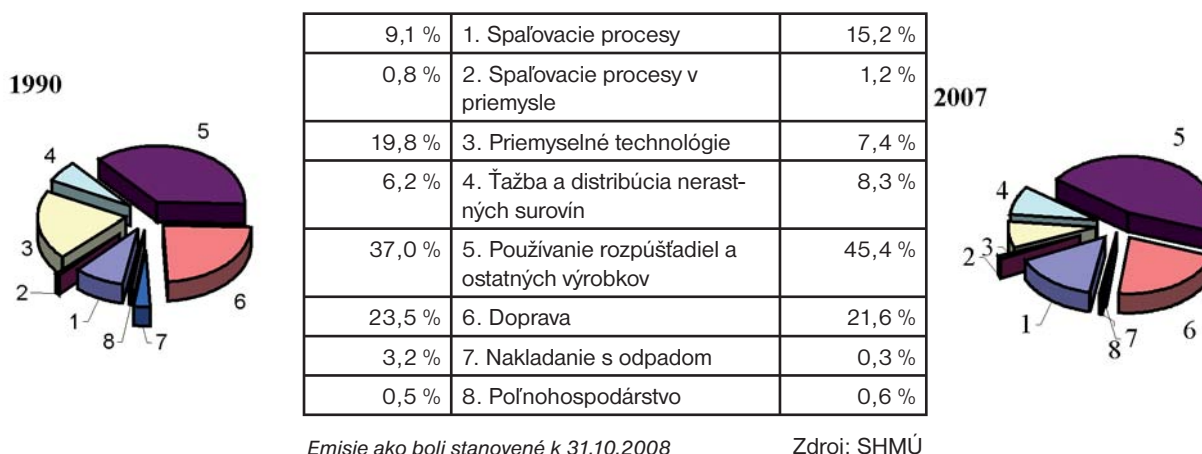 1990
5
4
3
2
1
8
7
6
9,1 % 1. Spaľovacie procesy 15,2 %
0,8 % 2. Spaľovacie procesy v
priemysle 1,2 %
19,8 % 3. Priemyselné technológie 7,4 %
6,2 % 4. Ťažba a distribúcia nerast-
ných surovín 8,3 %
37,0 % 5. Používanie rozpúšťadiel a
ostatných výrobkov 45,4 %
23,5 % 6. Doprava 21,6 %
3,2 % 7. Nakladanie s odpadom 0,3 %
0,5 % 8. Poľnohospodárstvo 0,6 %
Emisie ako boli stanovené k 31.10.2008 Zdroj: SHMÚ
2007
5
4
3
2
1
8
7
6